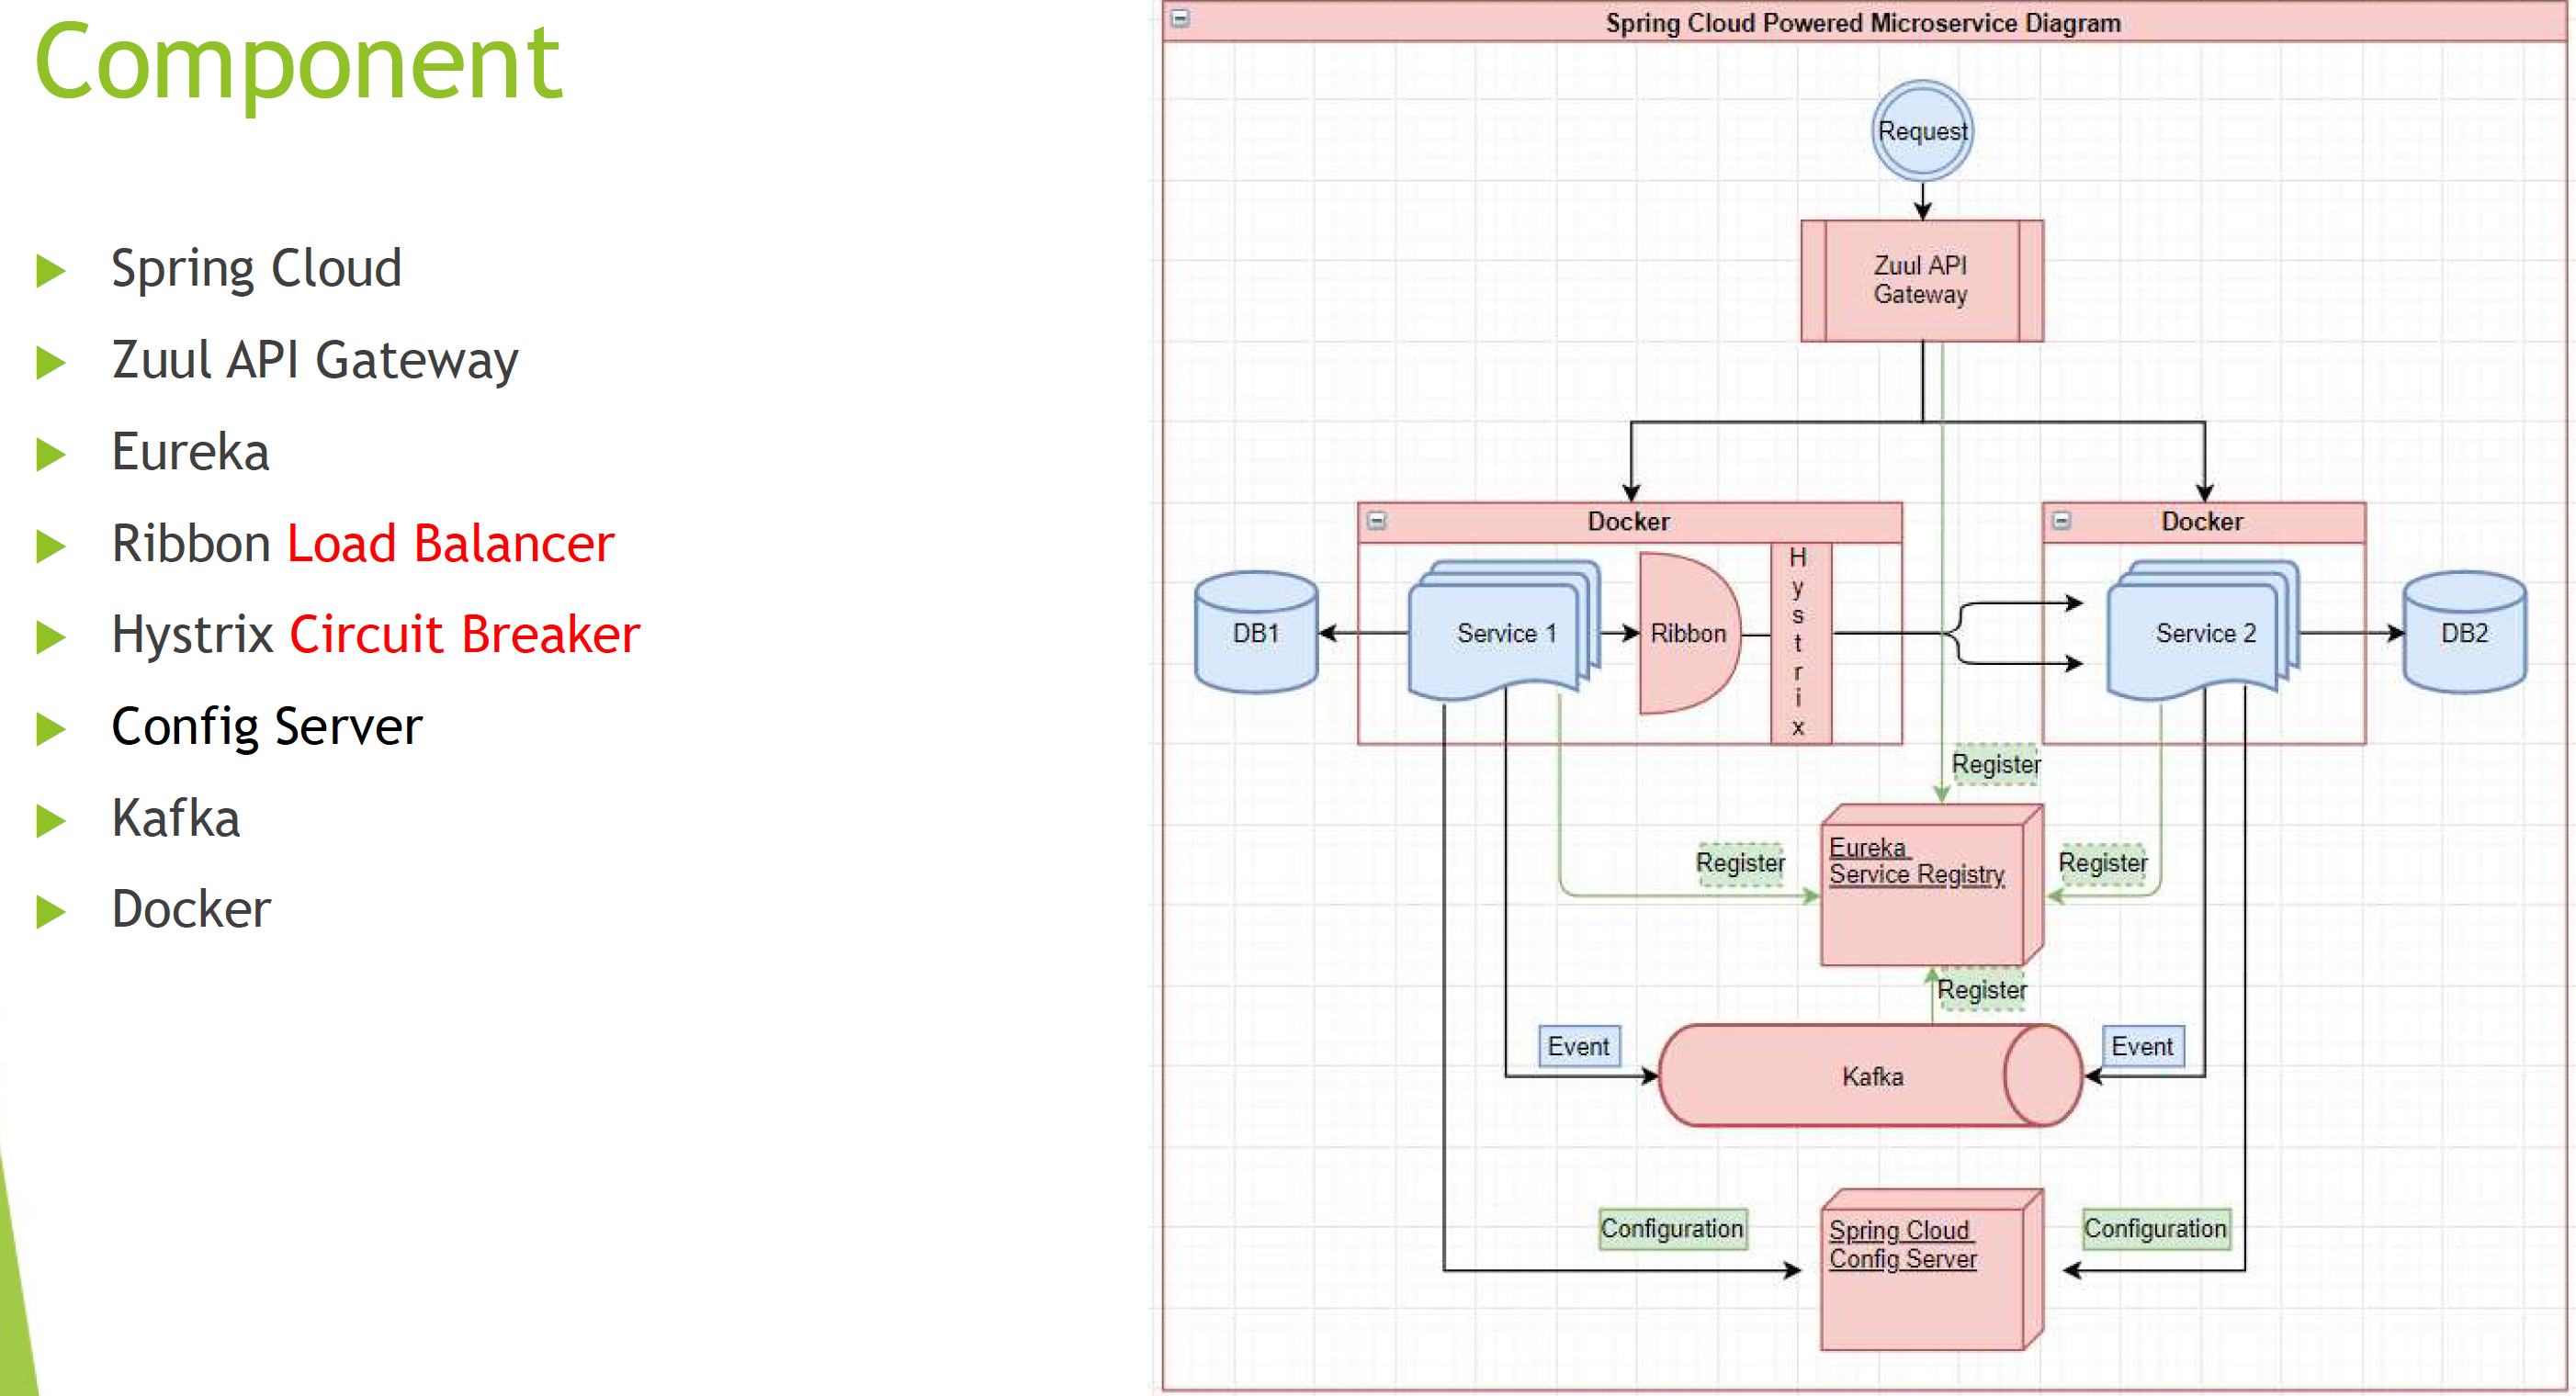 Component
Spring Cloud
Zuul API Gateway
Eureka
Ribbon Load Balancer
Hystrix Circuit Breaker
Config Server
Kafka
Docker
Spring Cloud Powered Microservice Diagram
Request
Zuul API
Gateway
Docker
Docker
DB1
Service 1
Ribbon
H
y
s
t
r
i
x
Service 2
DB2
Register
Register
Eureka
Service Registry
Register
Register
Event
Kafka
Event
Configuration
Spring Cloud
Config Server
Configuration